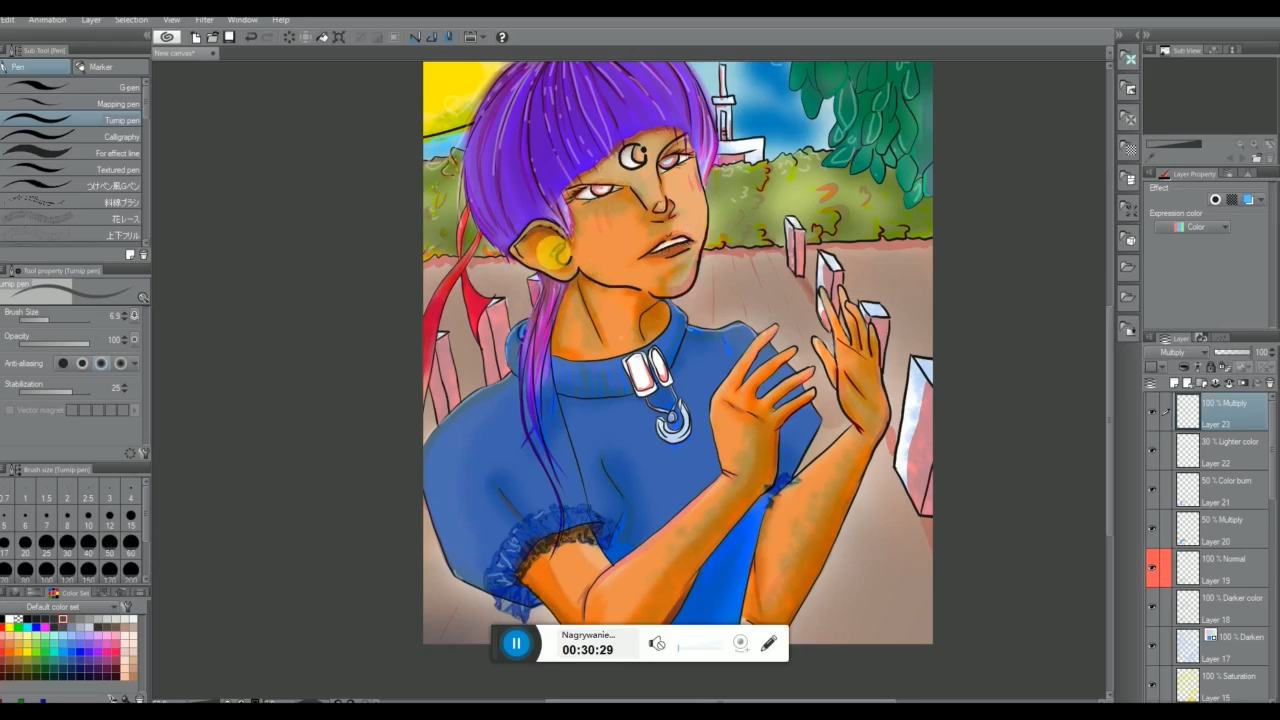 Edit Animation Layer Selection View Filter Window Help
New canvas*
Sub Tool [Pen]
Pen
Marker
G-pen
Mapping pen
Turnip pen
Calligraphy
For effect line
Textured pen
つけペン風Gペン
斜線ブラシ
花レース
上下フリル
Tool property [Turnip pen]
Brush Size 6.9
Opacity 100
Anti-aliasing
Stabilization 25
Vector magnet
Brush size [Turnip pen]
0.7 1 1.5 2 2.5 3 4
5 6 7 8 10 12 15
17 20 25 30 40 50 60
70 80 100 120 150 170 200
Color Set
Default color set
Nagrywanie...
00:30:29
Sub View
Layer Property
Effect
Expression color
Color
Layer
Multiply 100
100 % Multiply
Layer 23
30 % Lighter color
Layer 22
50 % Color burn
Layer 21
50 % Multiply
Layer 20
100 % Normal
Layer 19
100 % Darker color
Layer 18
100 % Darken
Layer 17
100 % Saturation
Layer 15